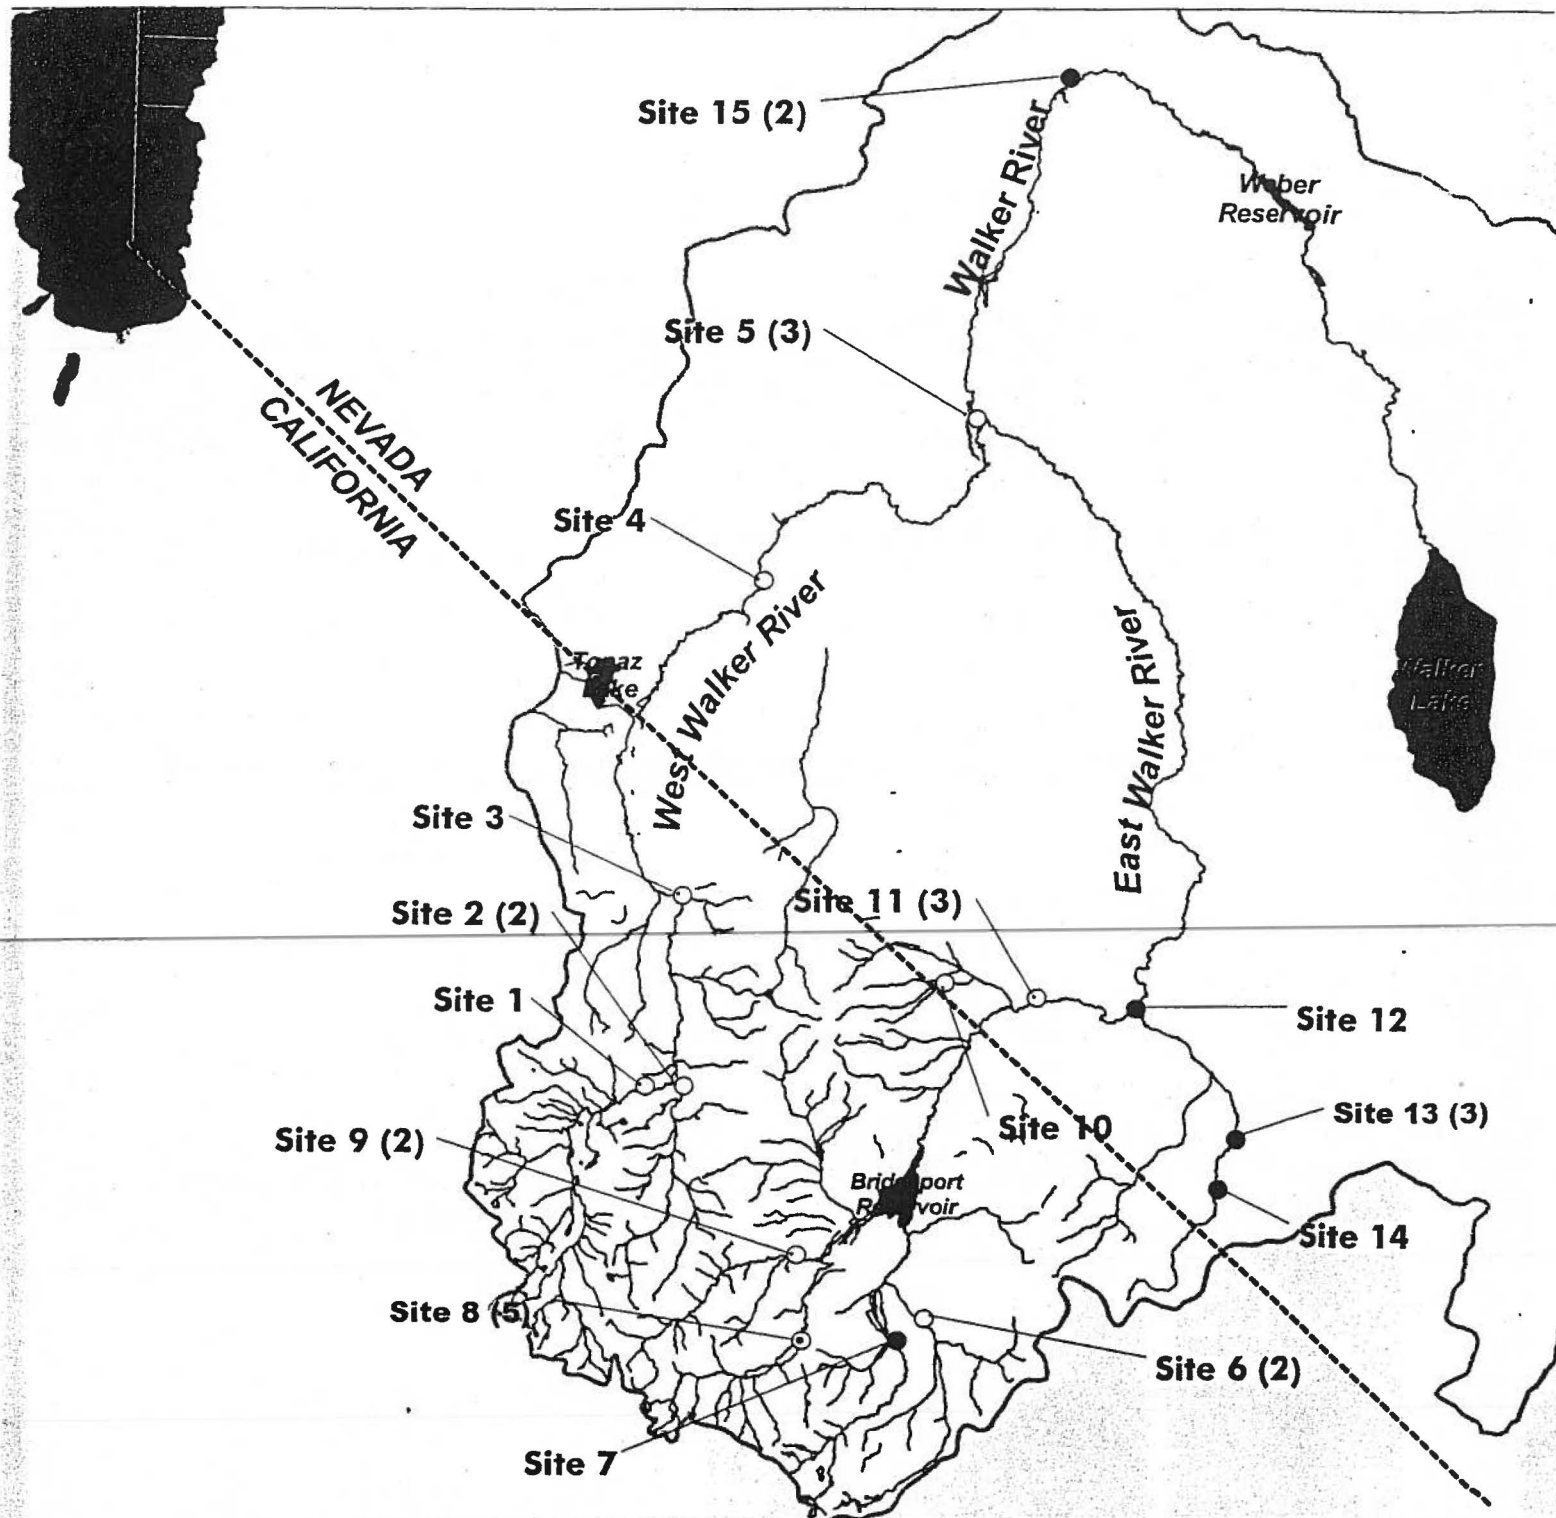 Site 15 (2)
Walker River
Weber
Reservoir
Site 5 (3)
NEVADA
CALIFORNIA
Site 4
Topaz
Lake
West Walker River
East Walker River
Walker
Lake
Site 3
Site 2 (2)
Site 11 (3)
Site 1
Site 12
Site 9 (2)
Site 10
Site 13 (3)
Bridgeport
Reservoir
Site 14
Site 8 (5)
Site 6 (2)
Site 7